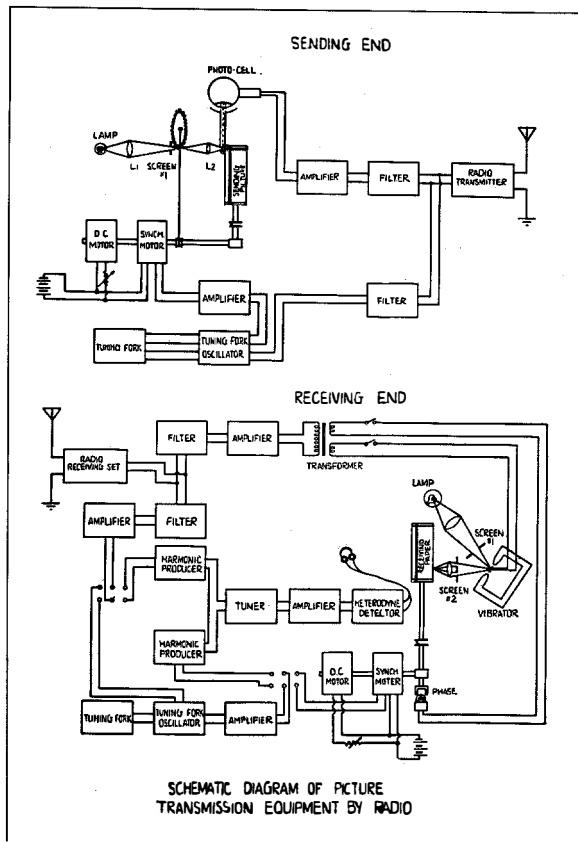 SENDING END
PHOTO-CELL
LAMP
L1
SCREEN
#1
L2
SENDING
PICTURE
AMPLIFIER
FILTER
RADIO
TRANSMITTER
D.C.
MOTOR
SYNCH.
MOTOR
AMPLIFIER
FILTER
TUNING FORK
TUNING FORK
OSCILLATOR
RECEIVING END
FILTER
AMPLIFIER
TRANSFORMER
RADIO
RECEIVING SET
LAMP
AMPLIFIER
FILTER
SCREEN
#1
RECEIVING PAPER
HARMONIC
PRODUCER
SCREEN
#2
VIBRATOR
TUNER
AMPLIFIER
HETERODYNE
DETECTOR
HARMONIC
PRODUCER
D.C.
MOTOR
SYNCH
MOTER
PHASE
TUNING FORK
TUNING FORK
OSCILLATOR
AMPLIFIER
SCHEMATIC DIAGRAM OF PICTURE
TRANSMISSION EQUIPMENT BY RADIO